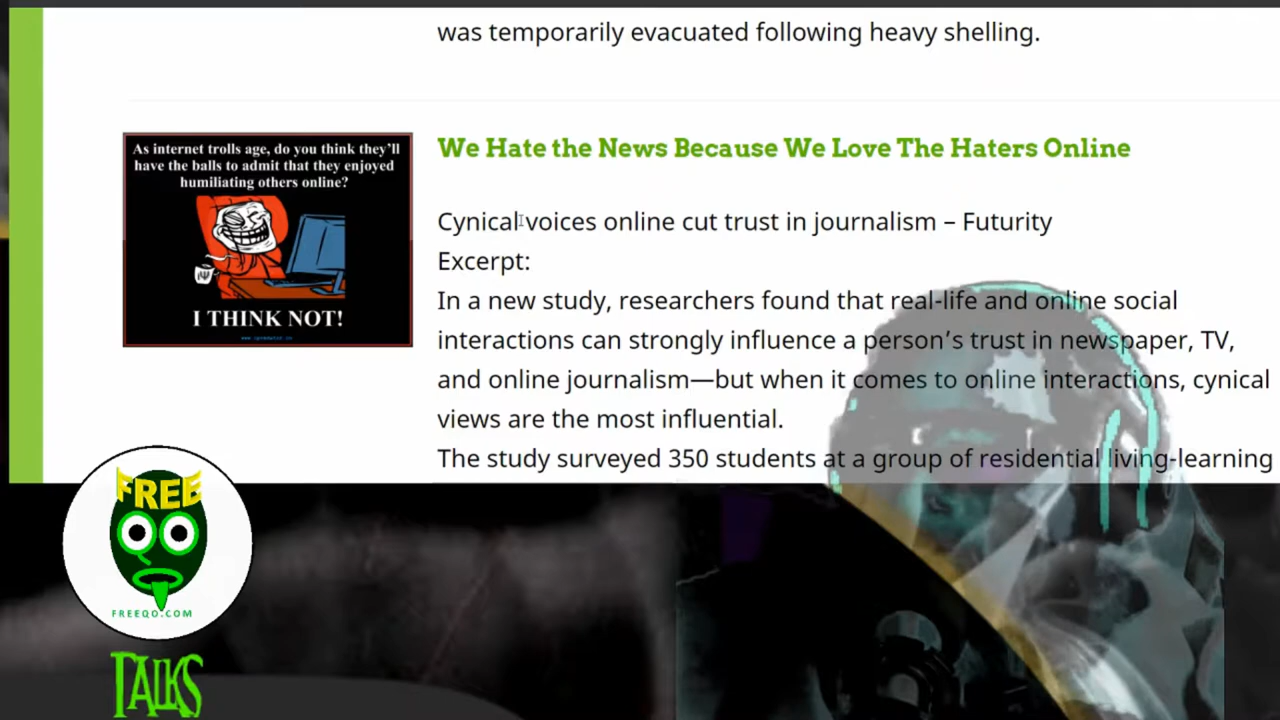 was temporarily evacuated following heavy shelling.
As internet trolls age, do you think they'll
have the balls to admit that they enjoyed
humiliating others online?
I THINK NOT!
We Hate the News Because We Love The Haters Online
Cynical voices online cut trust in journalism – Futurity
Excerpt:
In a new study, researchers found that real-life and online social
interactions can strongly influence a person's trust in newspaper, TV,
and online journalism—but when it comes to online interactions, cynical
views are the most influential.
The study surveyed 350 students at a group of residential living-learning
FREE
FREEQO.COM
TALKS